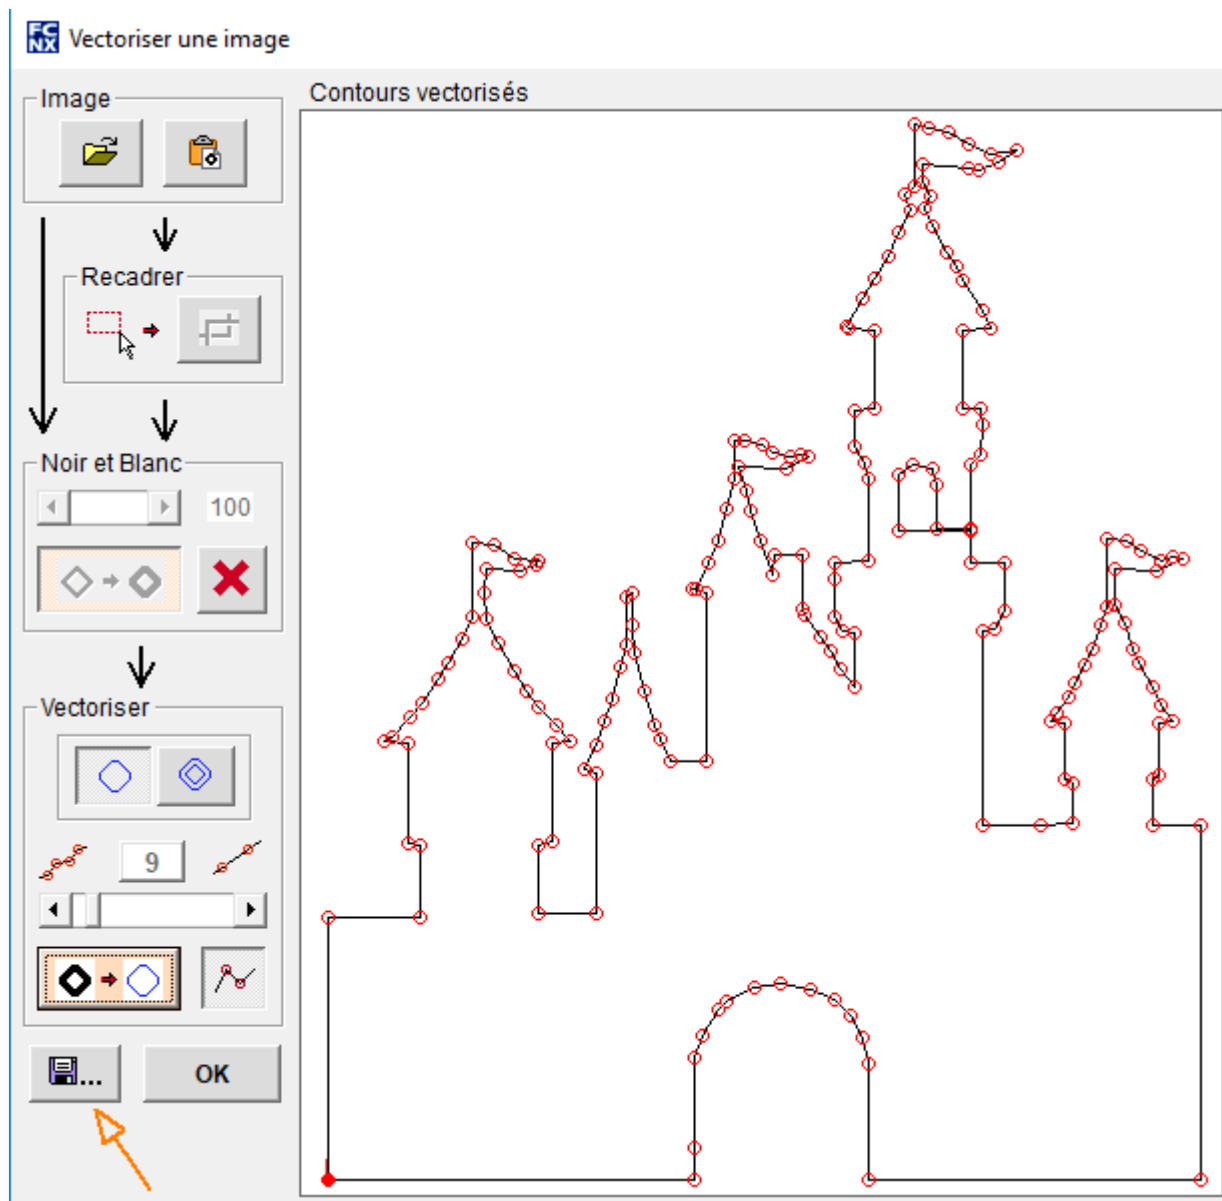 FC
NX
Vectoriser une image
Image
Contours vectorisés
Recadrer
Noir et Blanc
100
Vectoriser
9
...
OK